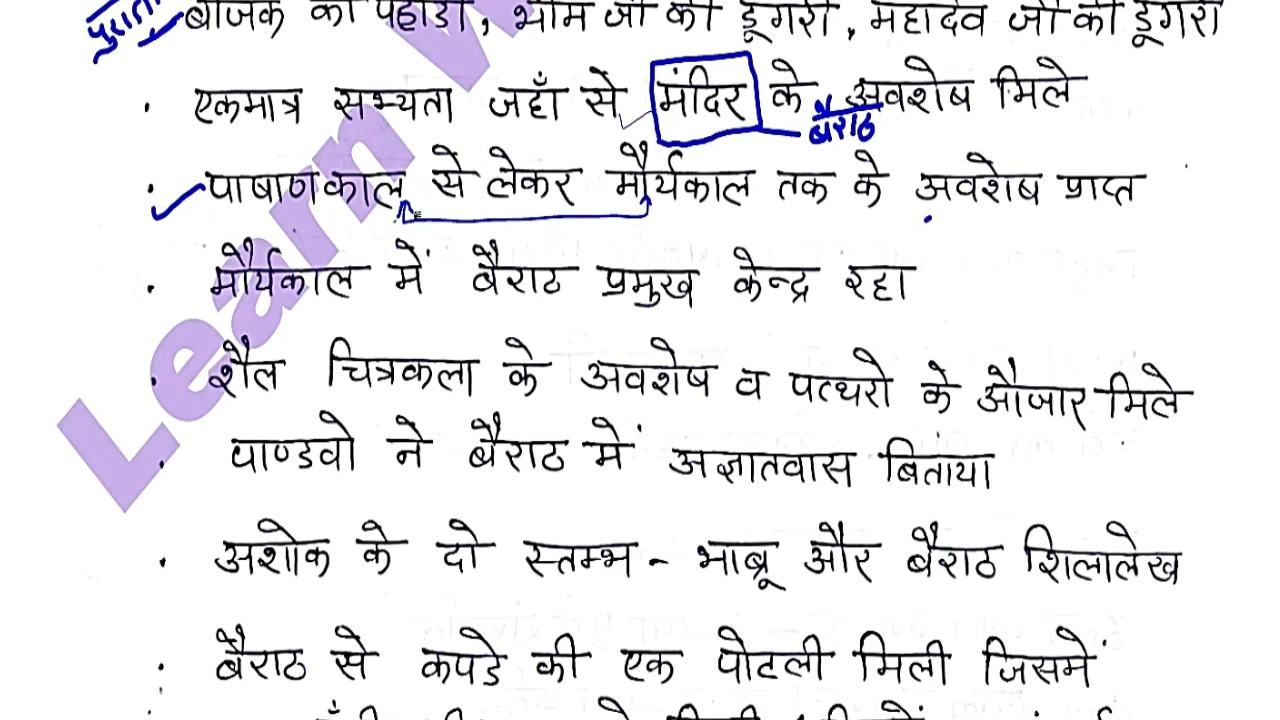 बीजक की पहाड़ी, भीम जी की डूंगरी, महादेव जी की डूंगरी
• एकमात्र सभ्यता जहाँ से मंदिर के अवशेष मिले
बैराठ
• पाषाणकाल से लेकर मौर्यकाल तक के अवशेष प्राप्त
• मौर्यकाल में बैराठ प्रमुख केन्द्र रहा
• शैल चित्रकला के अवशेष व पत्थरो के औजार मिले
• पाण्डवो ने बैराठ में अज्ञातवास बिताया
• अशोक के दो स्तम्भ - भाब्रू और बैराठ शिलालेख
• बैराठ से कपडे की एक पोटली मिली जिसमें
Learn